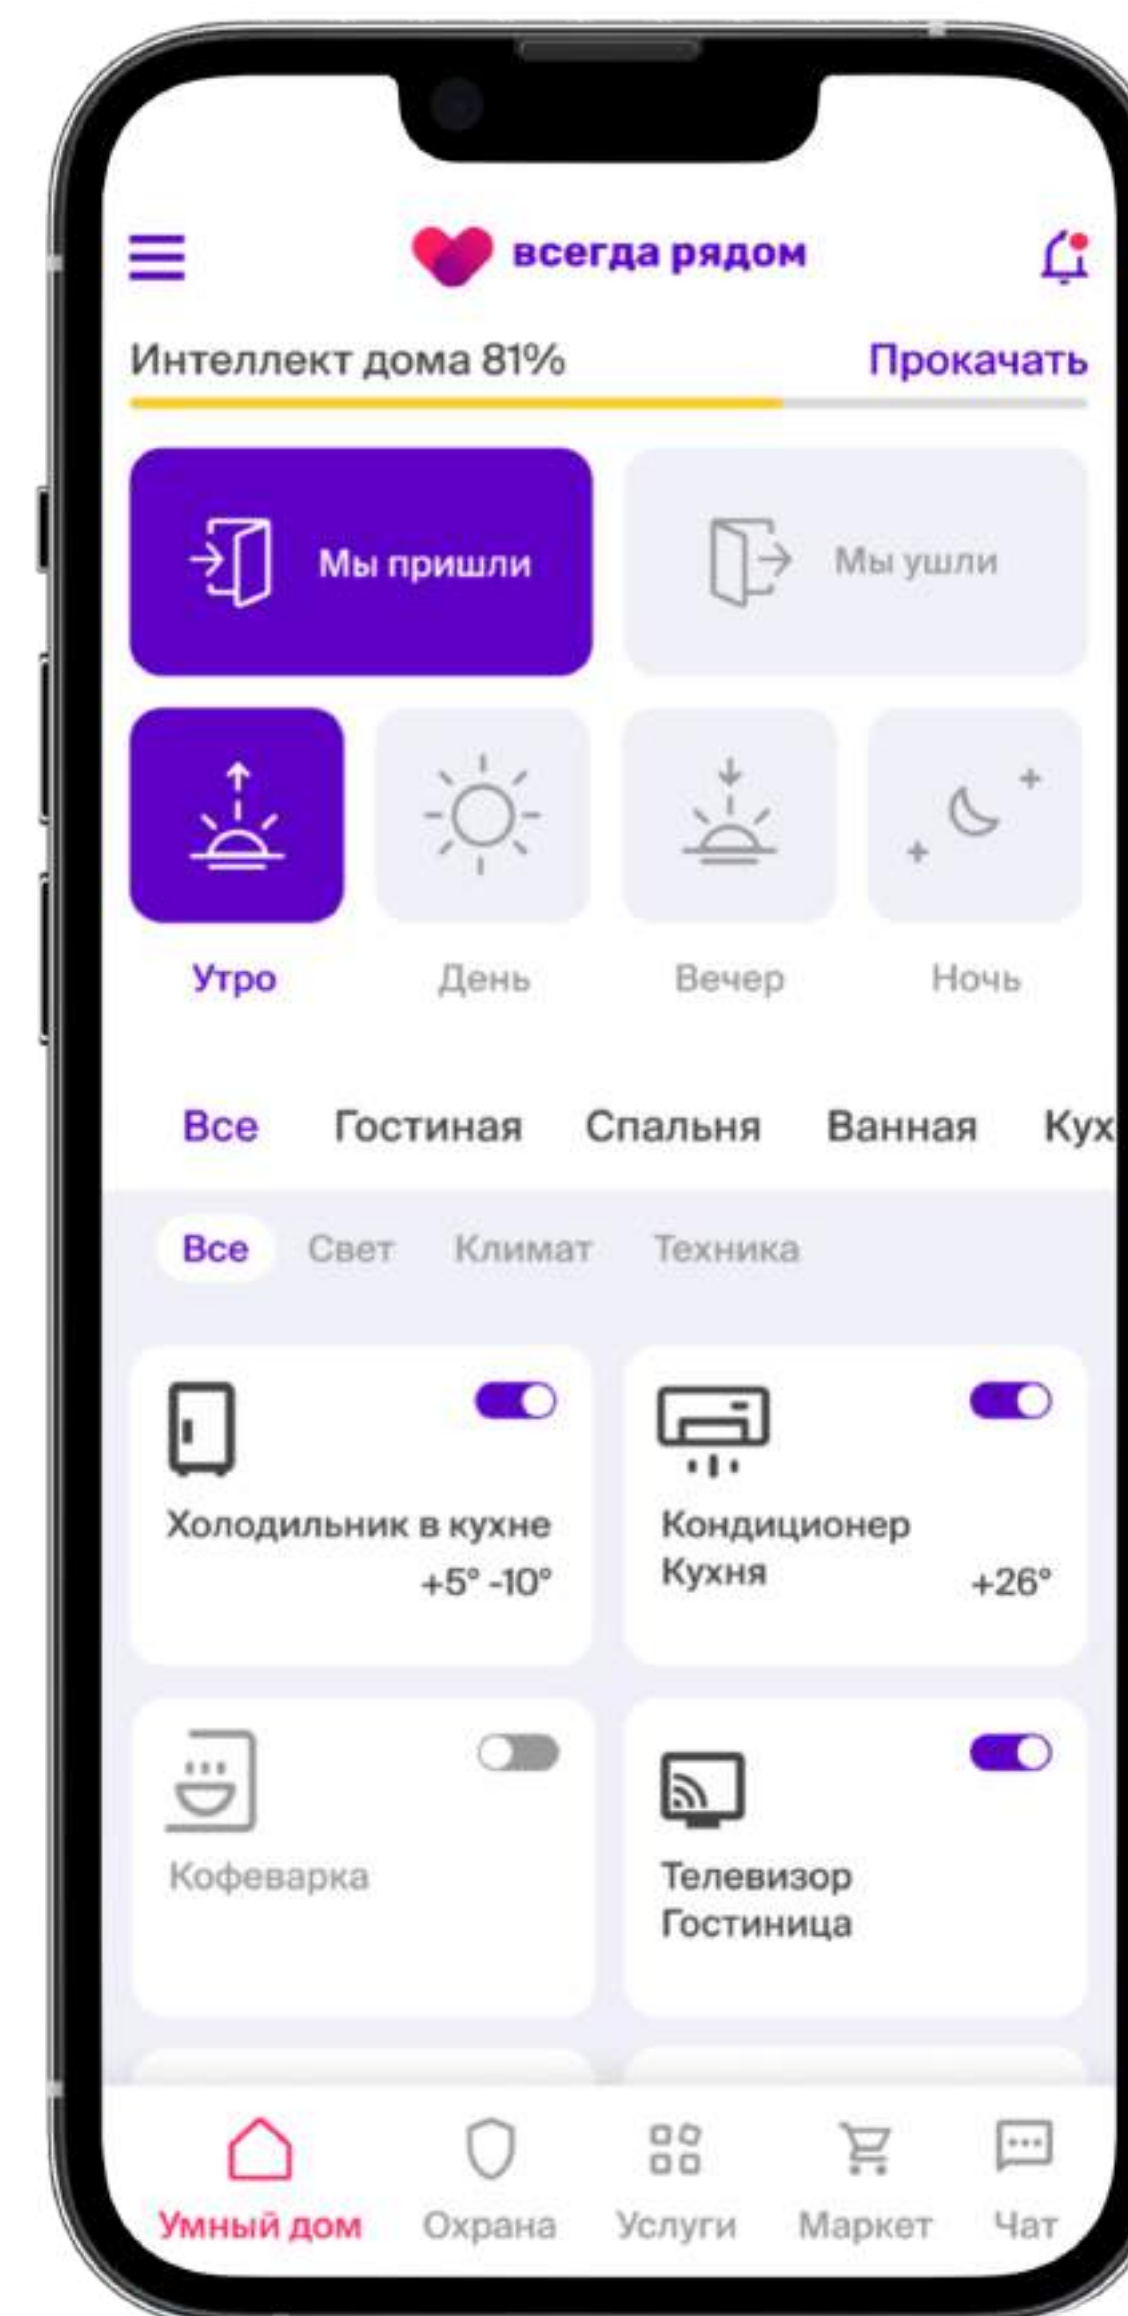 всегда рядом
Интеллект дома 81% Прокачать
Мы пришли Мы ушли
Утро День Вечер Ночь
Все Гостиная Спальня Ванная Кух
Все Свет Климат Техника
Холодильник в кухне
+5° -10°
Кондиционер
Кухня +26°
Кофеварка
Телевизор
Гостиница
Умный дом Охрана Услуги Маркет Чат